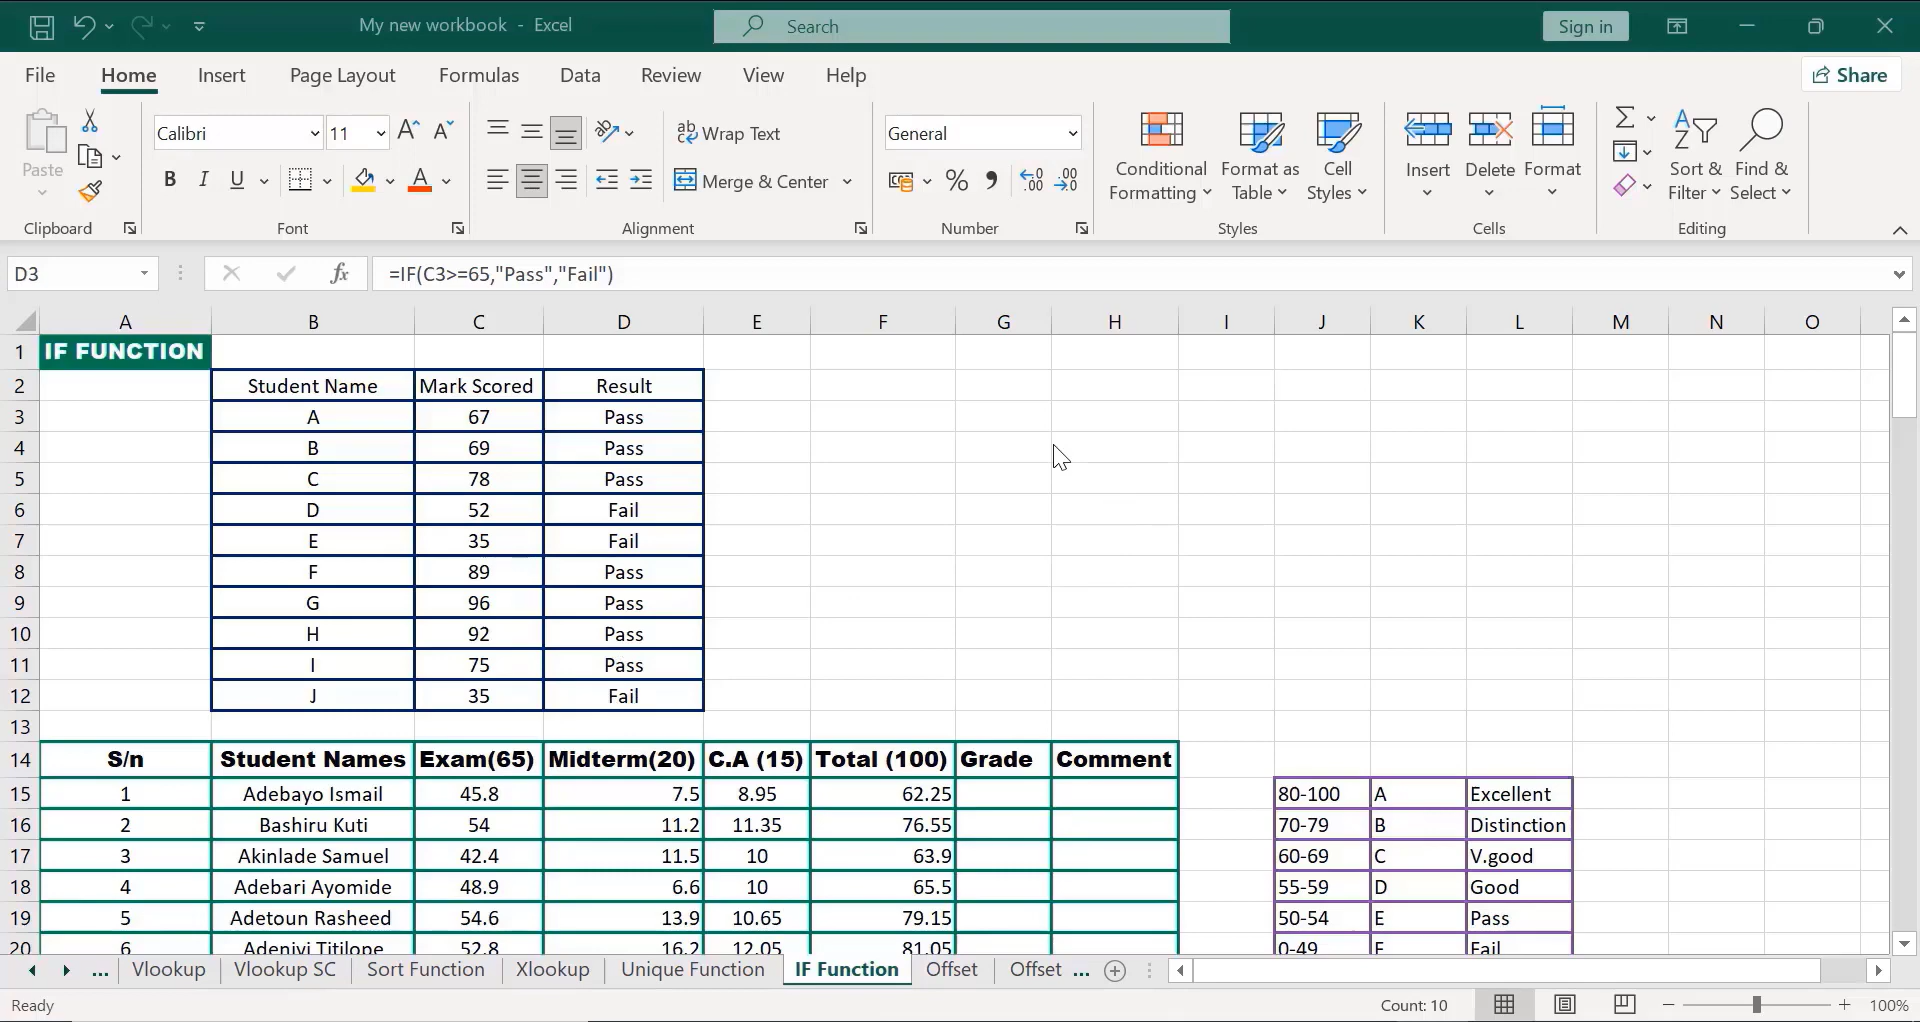 My new workbook - Excel
Search
Sign in
File Home Insert Page Layout Formulas Data Review View Help
Share
Paste
Calibri 11
Wrap Text
General
Merge & Center
Conditional Formatting
Format as Table
Cell Styles
Insert Delete Format
Sort & Filter
Find & Select
Clipboard Font Alignment Number Styles Cells Editing
D3 fx =IF(C3>=65,"Pass","Fail")
A B C D E F G H I J K L M N O
1 IF FUNCTION
2 Student Name Mark Scored Result
3 A 67 Pass
4 B 69 Pass
5 C 78 Pass
6 D 52 Fail
7 E 35 Fail
8 F 89 Pass
9 G 96 Pass
10 H 92 Pass
11 I 75 Pass
12 J 35 Fail
13
14 S/n Student Names Exam(65) Midterm(20) C.A (15) Total (100) Grade Comment
15 1 Adebayo Ismail 45.8 7.5 8.95 62.25 80-100 A Excellent
16 2 Bashiru Kuti 54 11.2 11.35 76.55 70-79 B Distinction
17 3 Akinlade Samuel 42.4 11.5 10 63.9 60-69 C V.good
18 4 Adebari Ayomide 48.9 6.6 10 65.5 55-59 D Good
19 5 Adetoun Rasheed 54.6 13.9 10.65 79.15 50-54 E Pass
20 6 Adeniyi Titilope 52.8 16.2 12.05 81.05 0-49 F Fail
... Vlookup Vlookup SC Sort Function Xlookup Unique Function IF Function Offset Offset ...
Ready Count: 10 100%